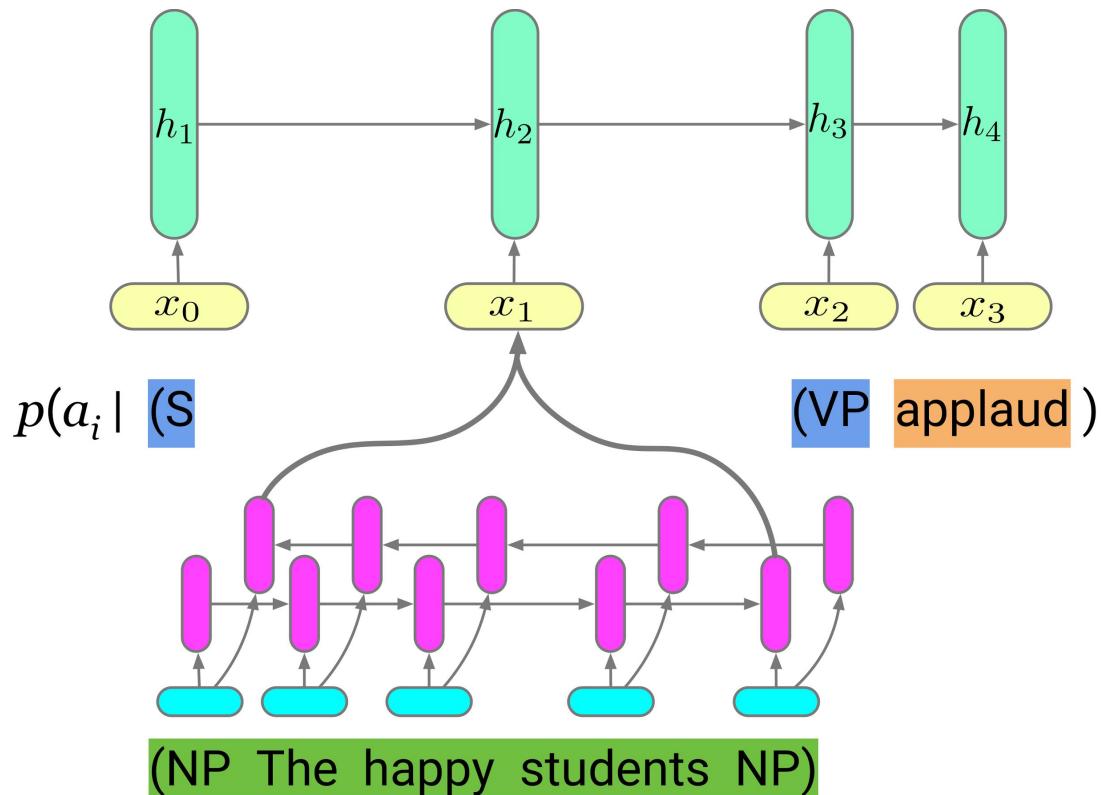 h₁ h₂ h₃ h₄
x₀ x₁ x₂ x₃
p(aᵢ| (S (VP applaud )
(NP The happy students NP)